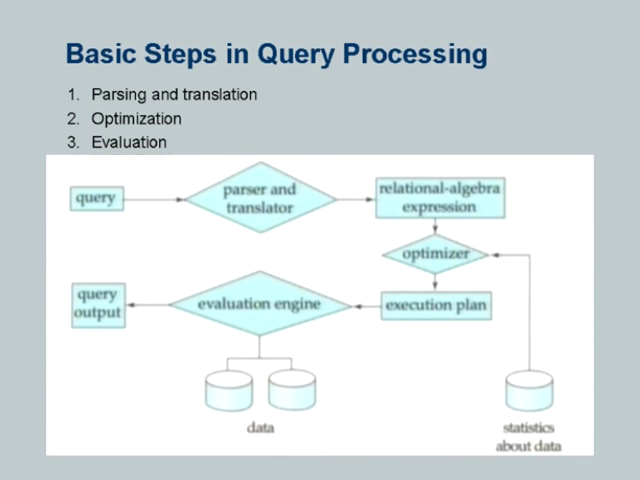 Basic Steps in Query Processing
1. Parsing and translation
2. Optimization
3. Evaluation
query
parser and
translator
relational-algebra
expression
optimizer
query
output
evaluation engine
execution plan
data
statistics
about data